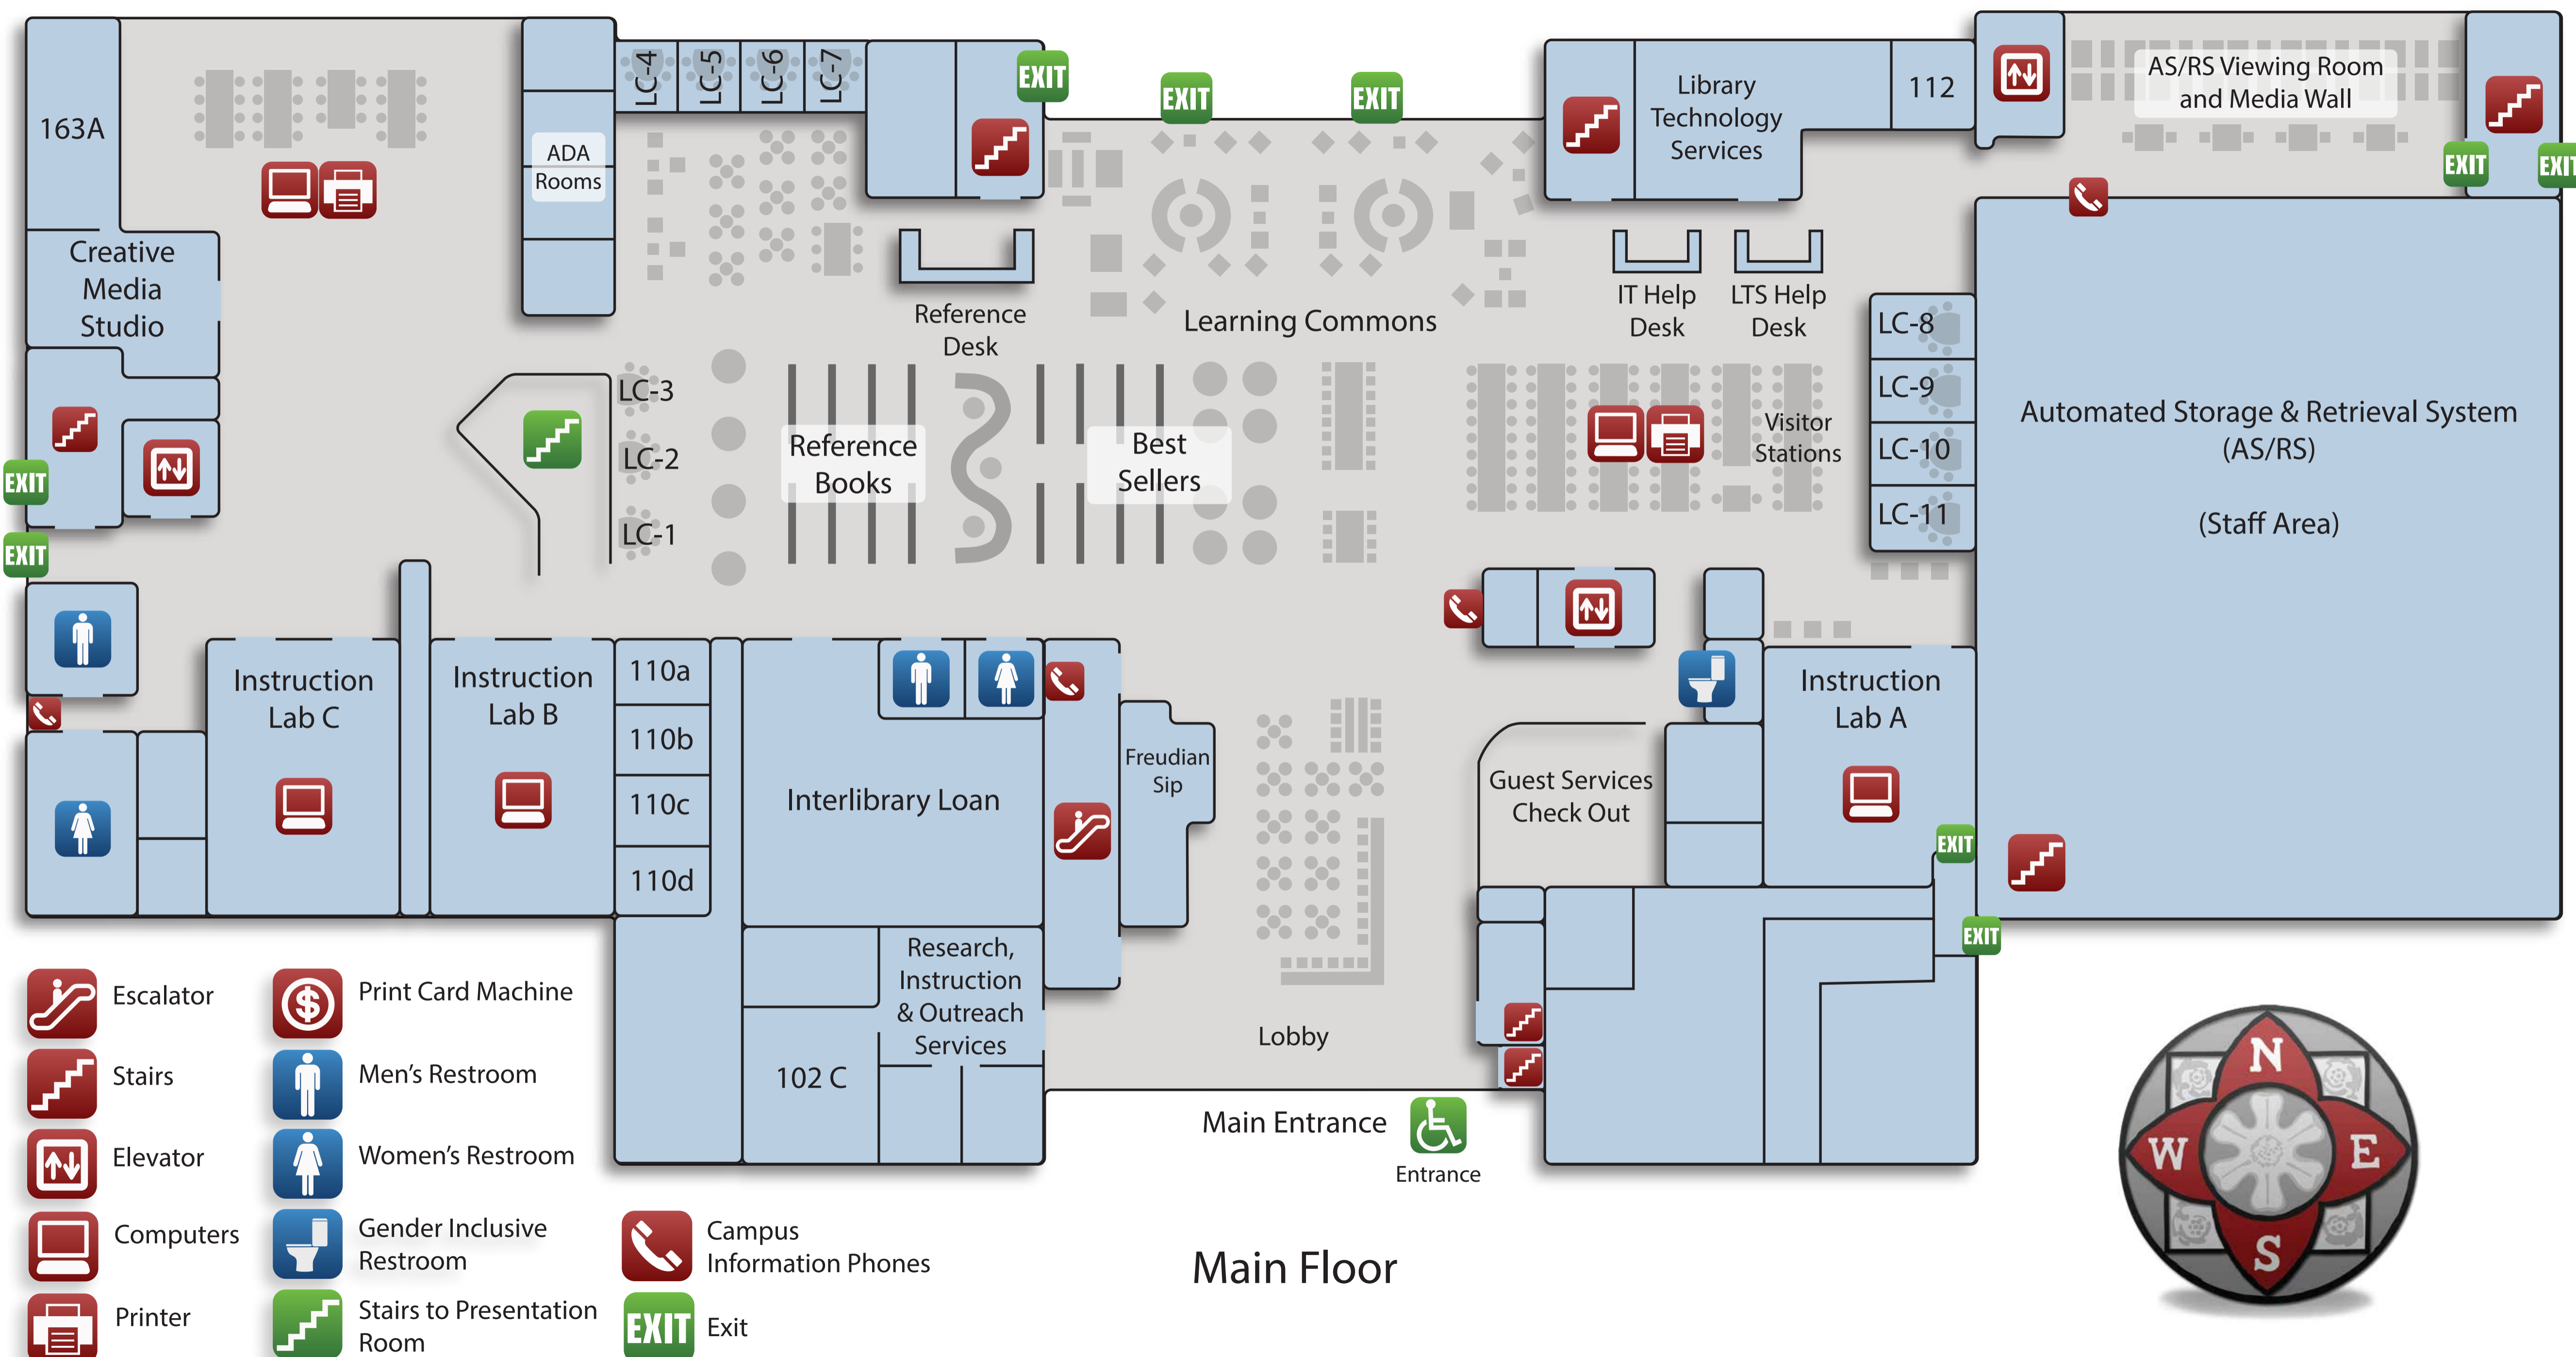 163A
Creative
Media
Studio
ADA
Rooms
LC-4
LC-5
LC-6
LC-7
EXIT
EXIT
EXIT
Library
Technology
Services
112
AS/RS Viewing Room
and Media Wall
EXIT
EXIT
Reference
Desk
Learning Commons
IT Help
Desk
LTS Help
Desk
LC-3
LC-2
LC-1
Reference
Books
Best
Sellers
Visitor
Stations
LC-8
LC-9
LC-10
LC-11
Automated Storage & Retrieval System
(AS/RS)
(Staff Area)
EXIT
EXIT
Instruction
Lab C
Instruction
Lab B
110a
110b
110c
110d
Interlibrary Loan
Freudian
Sip
Guest Services
Check Out
Instruction
Lab A
EXIT
EXIT
Research,
Instruction
& Outreach
Services
102 C
Lobby
Main Entrance
Entrance
Escalator
Stairs
Elevator
Computers
Printer
$
Print Card Machine
Men's Restroom
Women's Restroom
Gender Inclusive
Restroom
Stairs to Presentation
Room
Campus
Information Phones
EXIT
Exit
Main Floor
N
W
E
S